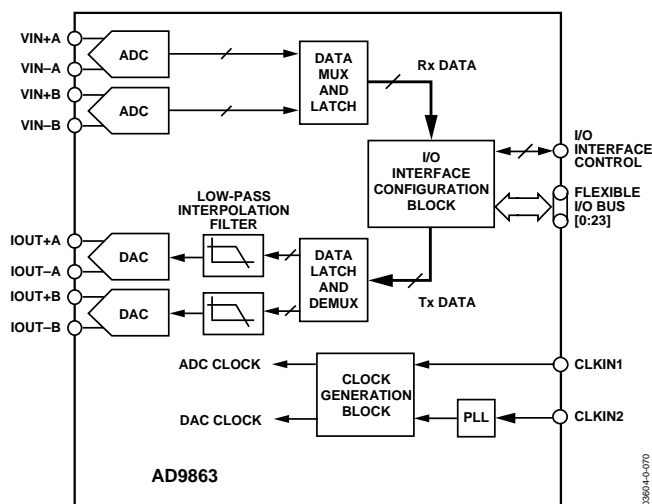 VIN+A
VIN–A
VIN+B
VIN–B
ADC
ADC
DATA
MUX
AND
LATCH
Rx DATA
I/O
INTERFACE
CONFIGURATION
BLOCK
I/O
INTERFACE
CONTROL
FLEXIBLE
I/O BUS
[0:23]
LOW-PASS
INTERPOLATION
FILTER
IOUT+A
IOUT–A
IOUT+B
IOUT–B
DAC
DAC
DATA
LATCH
AND
DEMUX
Tx DATA
ADC CLOCK
DAC CLOCK
CLOCK
GENERATION
BLOCK
PLL
CLKIN1
CLKIN2
AD9863
03604-0-070